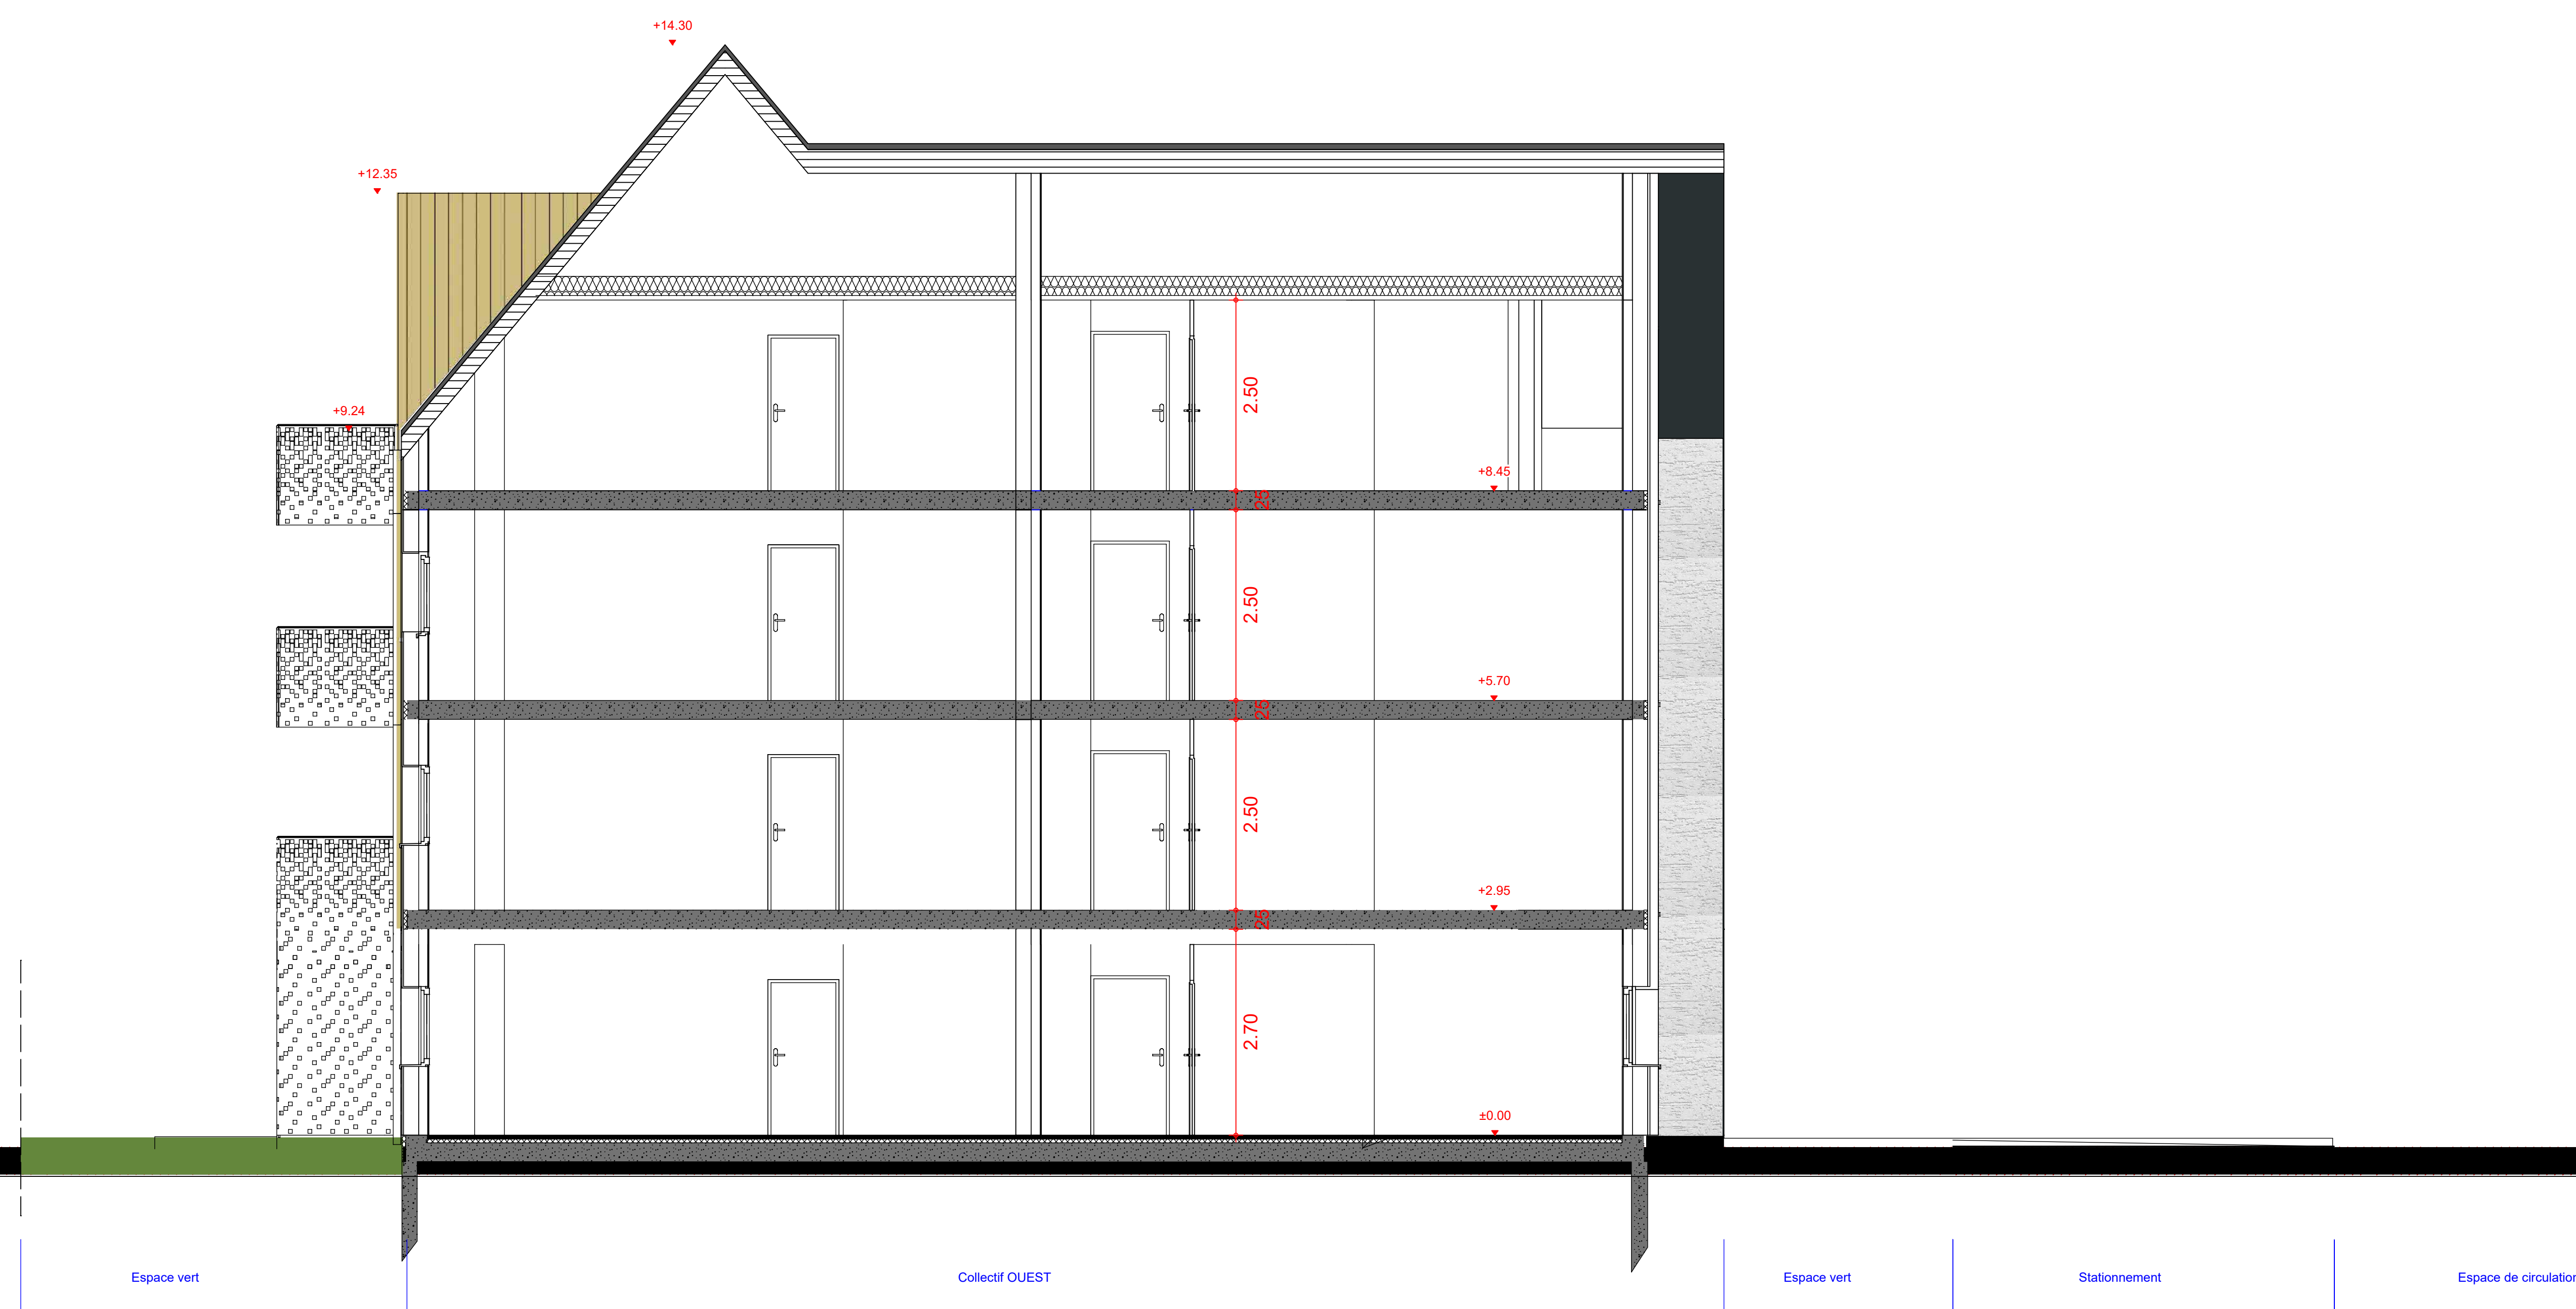 +14.30
+12.35
+9.24
2.50
+8.45
25
2.50
+5.70
25
2.50
+2.95
25
2.70
±0.00
Espace vert
Collectif OUEST
Espace vert
Stationnement
Espace de circulation